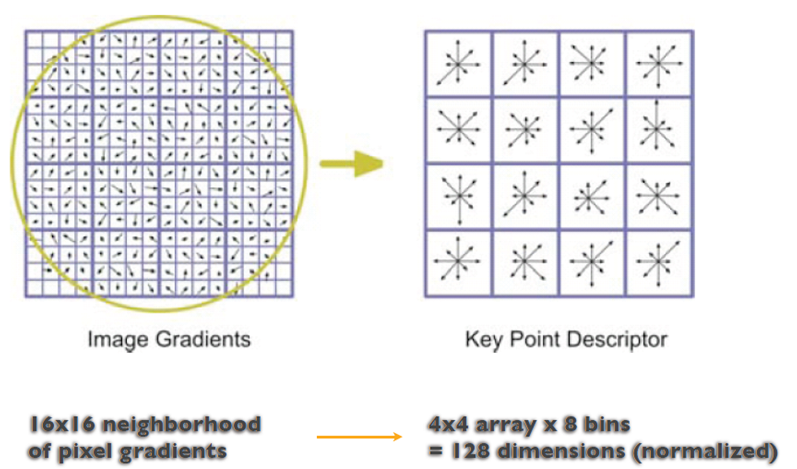 Image Gradients
Key Point Descriptor
16x16 neighborhood
of pixel gradients
4x4 array x 8 bins
= 128 dimensions (normalized)